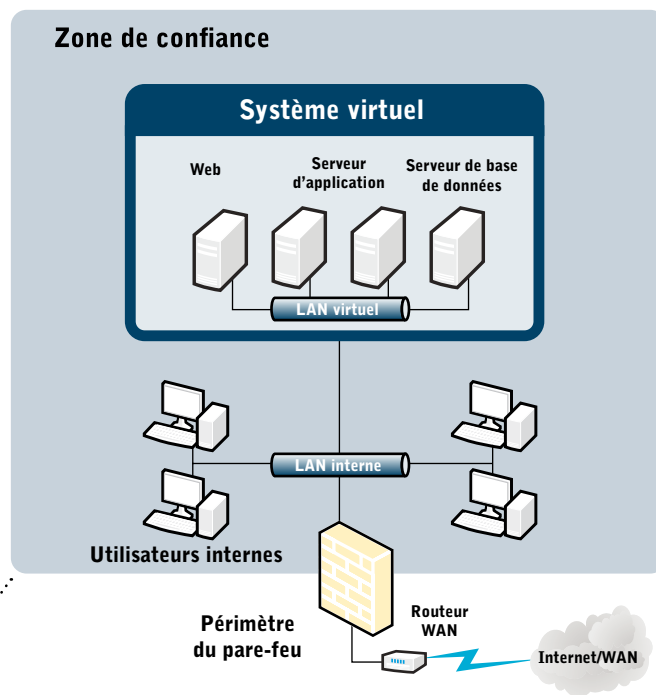 Zone de confiance
Système virtuel
Web
Serveur
d’application
Serveur de base
de données
LAN virtuel
LAN interne
Utilisateurs internes
Périmètre
du pare-feu
Routeur
WAN
Internet/WAN